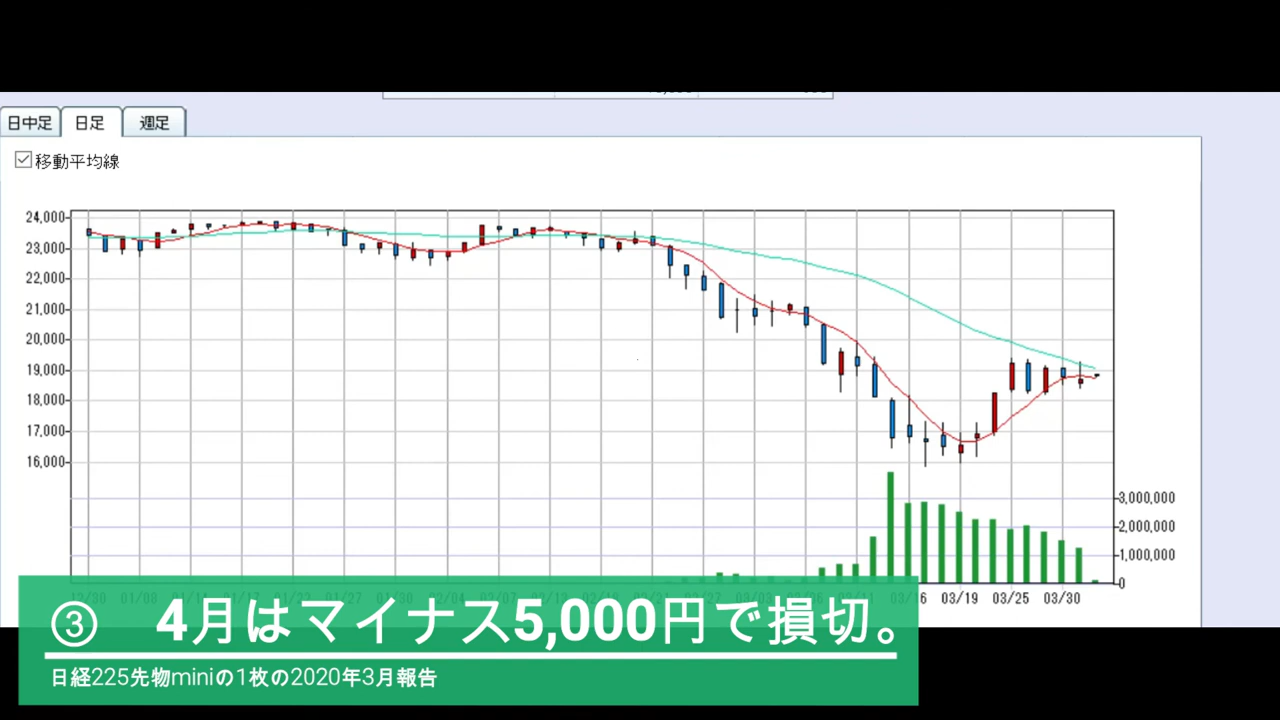 日中足 日足 週足
移動平均線
24,000
23,000
22,000
21,000
20,000
19,000
18,000
17,000
16,000
3,000,000
2,000,000
1,000,000
0
03/19 03/25 03/30
③ 4月はマイナス5,000円で損切。
日経225先物miniの1枚の2020年3月報告